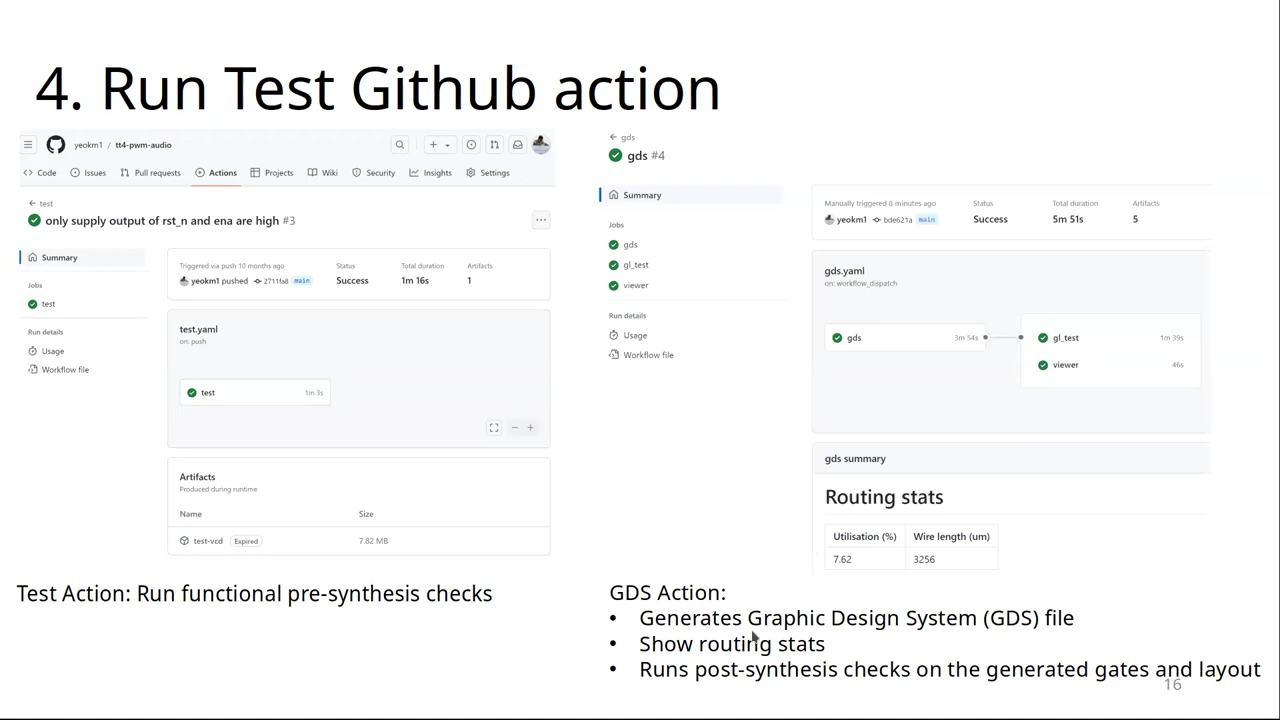 4. Run Test Github action
yeokm1 / tt4-pwm-audio
Code Issues Pull requests Actions Projects Wiki Security Insights Settings
test
only supply output of rst_n and ena are high #3
Summary
Jobs
test
Run details
Usage
Workflow file
Triggered via push 10 months ago
yeokm1 pushed 2711fa8 main
Status
Success
Total duration
1m 16s
Artifacts
1
test.yaml
on: push
test 1m 3s
Artifacts
Produced during runtime
Name Size
test-vcd Expired 7.82 MB
Test Action: Run functional pre-synthesis checks
gds
gds #4
Summary
Jobs
gds
gl_test
viewer
Run details
Usage
Workflow file
Manually triggered 8 minutes ago
yeokm1 bde621a main
Status
Success
Total duration
5m 51s
Artifacts
5
gds.yaml
on: workflow_dispatch
gds 3m 54s
gl_test 1m 39s
viewer 46s
gds summary
Routing stats
Utilisation (%) Wire length (um)
7.62 3256
GDS Action:
• Generates Graphic Design System (GDS) file
• Show routing stats
• Runs post-synthesis checks on the generated gates and layout
16